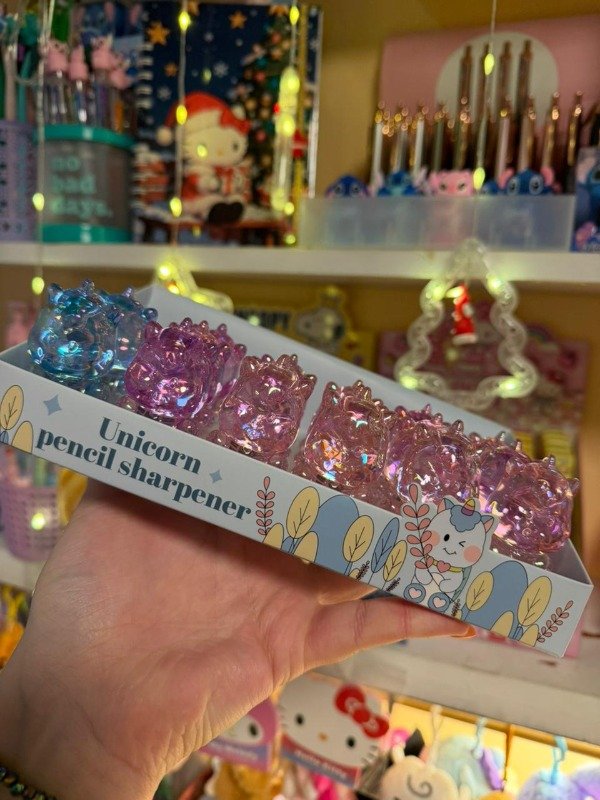 no
bad
days.
Unicorn
pencil sharpener